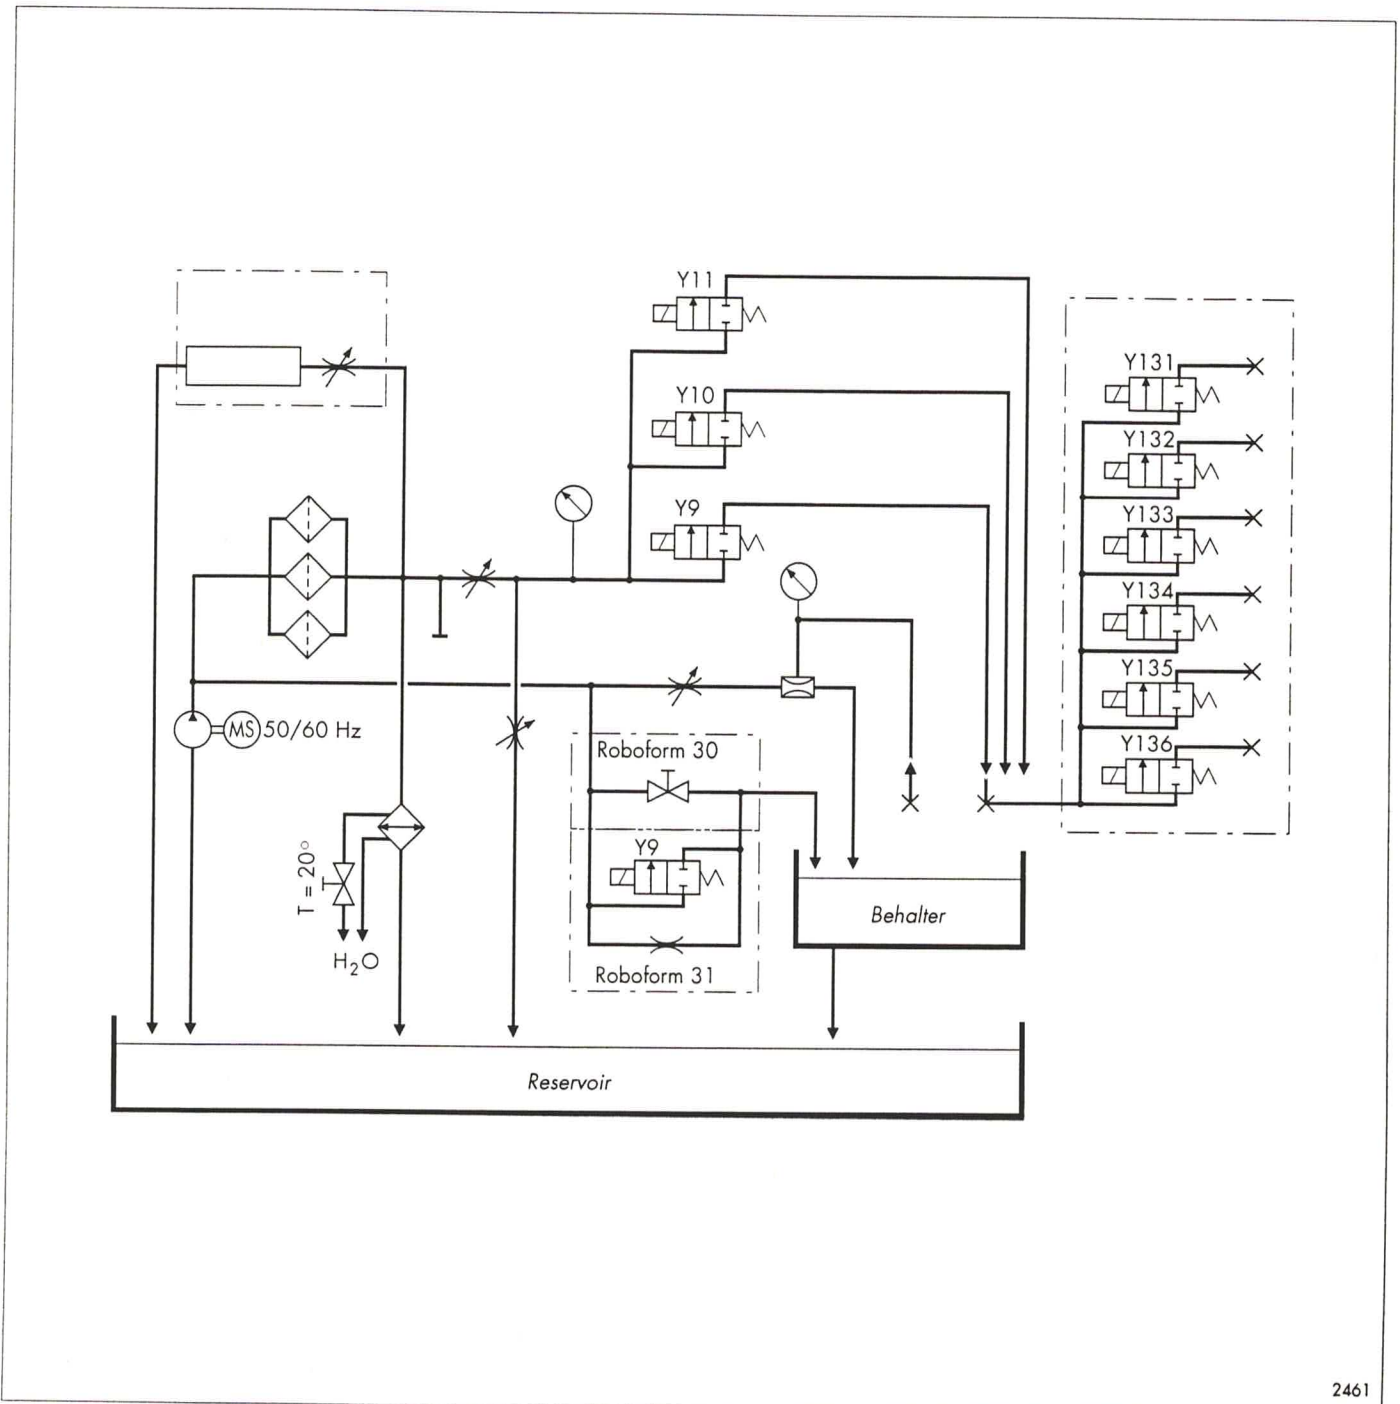 Y11
Y10
Y9
Y131
Y132
Y133
Y134
Y135
Y136
MS 50/60 Hz
Roboform 30
Y9
Roboform 31
T = 20°
H₂O
Behalter
Reservoir
2461